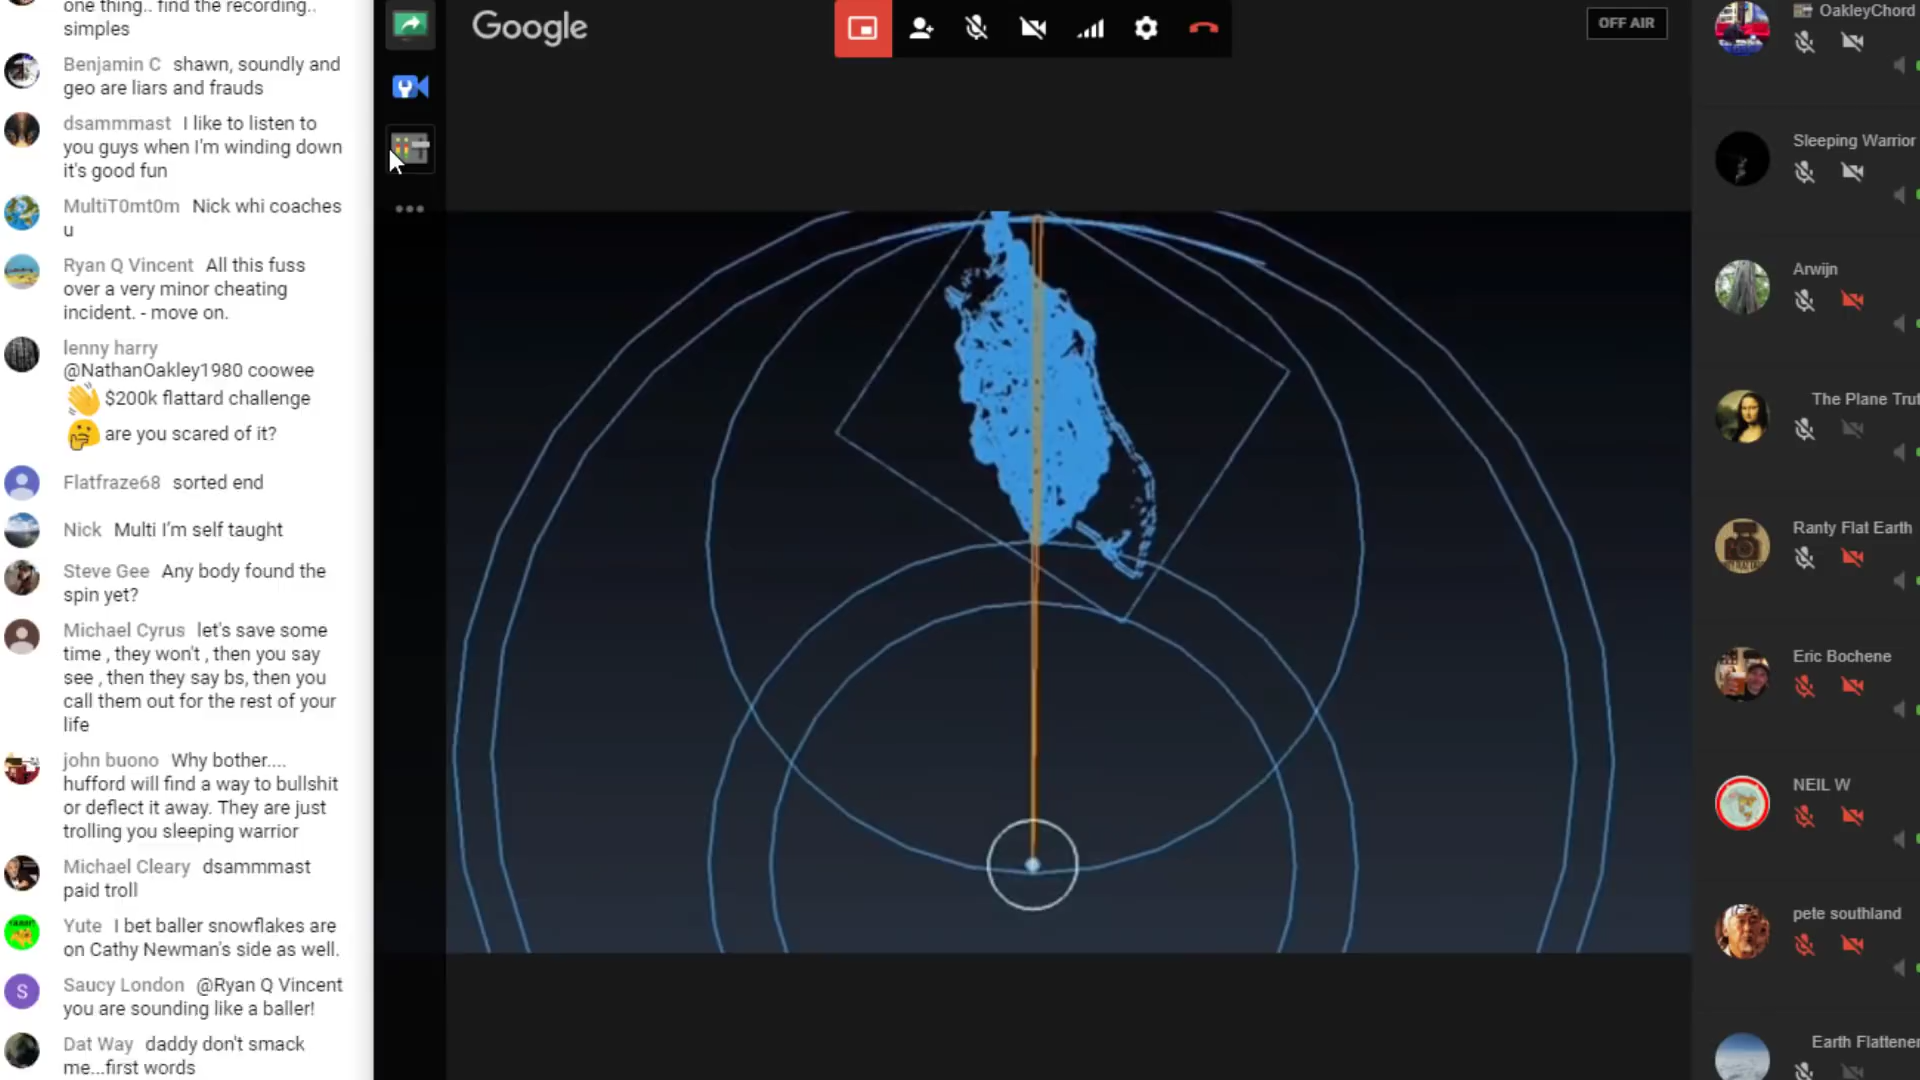 one thing.. find the recording..
simples
Benjamin C shawn, soundly and
geo are liars and frauds
dsammmast I like to listen to
you guys when I'm winding down
it's good fun
MultiT0mt0m Nick whi coaches
u
Ryan Q Vincent All this fuss
over a very minor cheating
incident. - move on.
lenny harry
@NathanOakley1980 coowee
$200k flattard challenge
are you scared of it?
Flatfraze68 sorted end
Nick Multi I'm self taught
Steve Gee Any body found the
spin yet?
Michael Cyrus let's save some
time , they won't , then you say
see , then they say bs, then you
call them out for the rest of your
life
john buono Why bother....
hufford will find a way to bullshit
or deflect it away. They are just
trolling you sleeping warrior
Michael Cleary dsammmast
paid troll
Yute I bet baller snowflakes are
on Cathy Newman's side as well.
S
Saucy London @Ryan Q Vincent
you are sounding like a baller!
Dat Way daddy don't smack
me...first words
Google
OFF AIR
OakleyChord
Sleeping Warrior
Arwijn
The Plane Trut
Ranty Flat Earth
Eric Bochene
NEIL W
pete southland
Earth Flattener